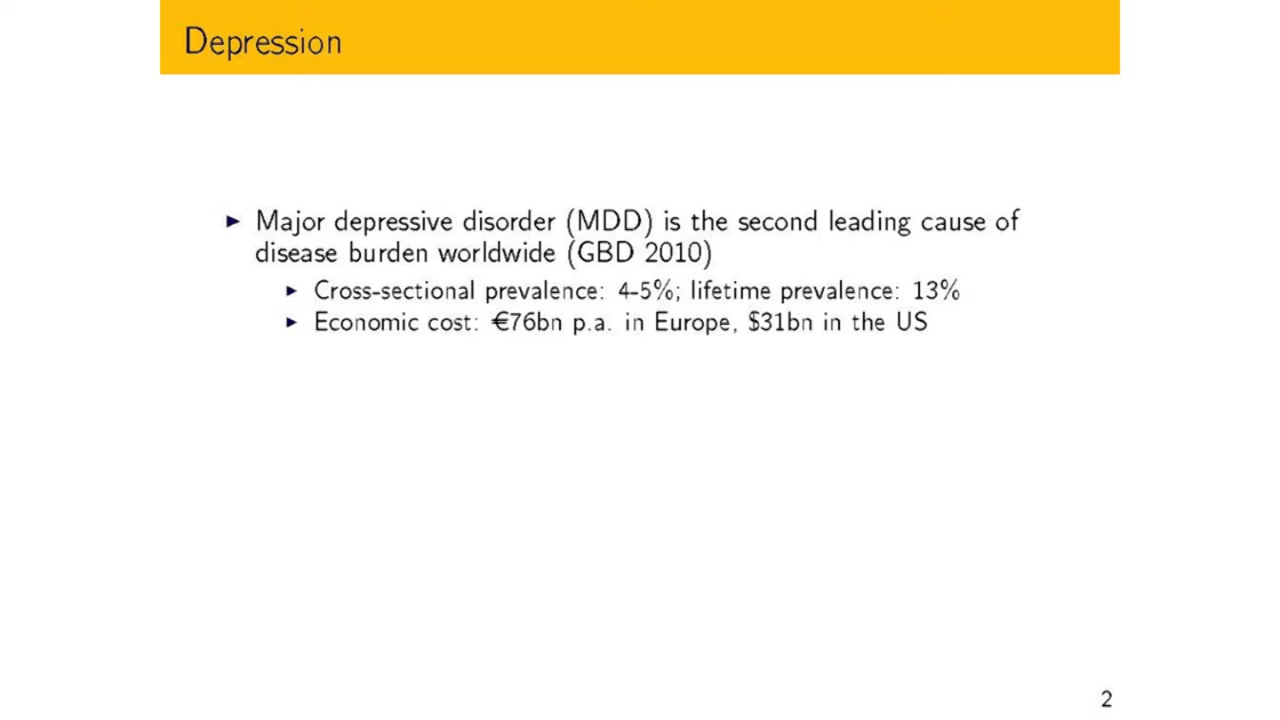 Depression
▶ Major depressive disorder (MDD) is the second leading cause of
disease burden worldwide (GBD 2010)
▶ Cross-sectional prevalence: 4-5%; lifetime prevalence: 13%
▶ Economic cost: €76bn p.a. in Europe, $31bn in the US
2